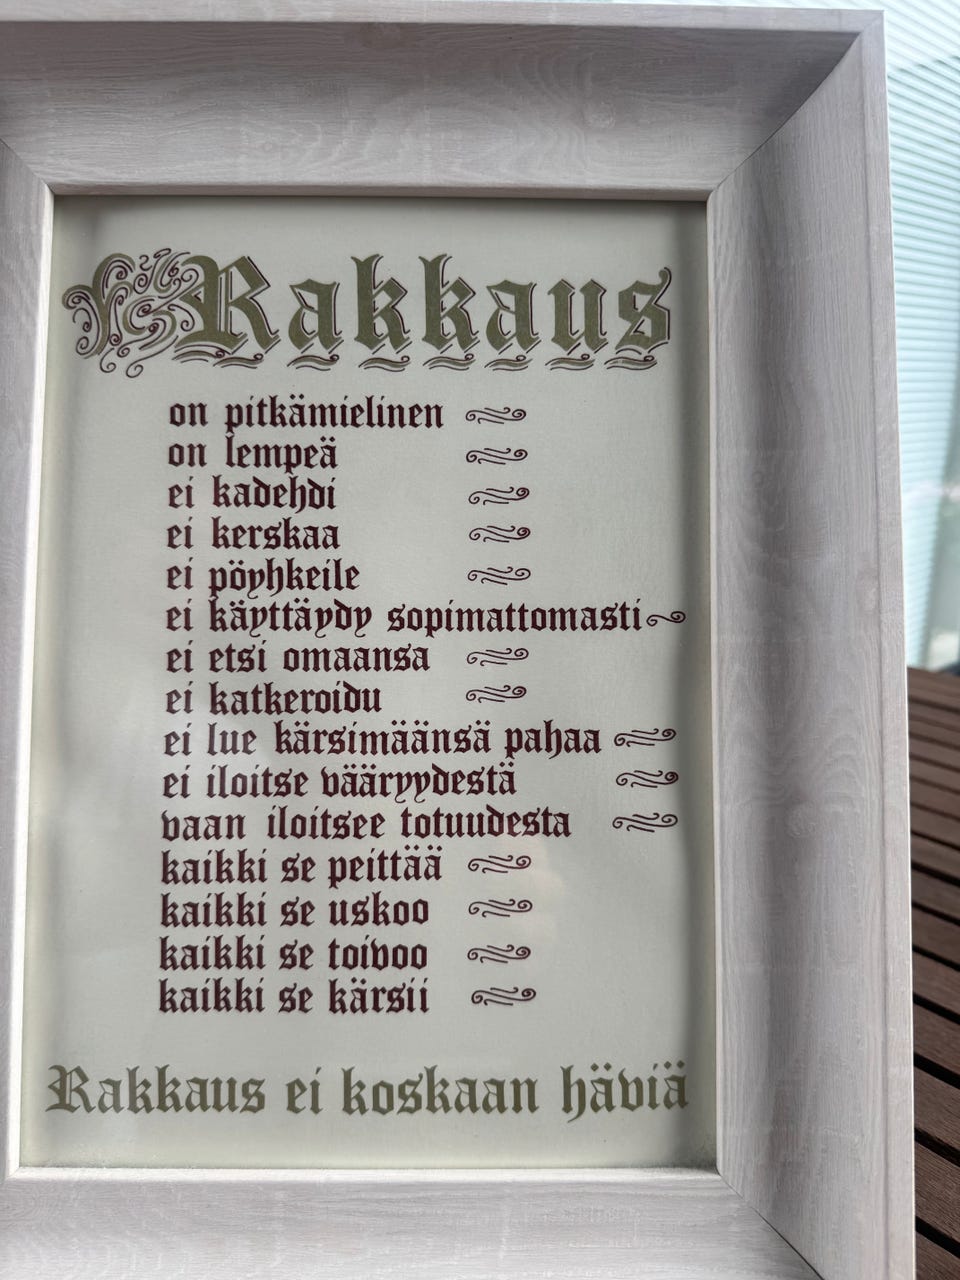 Rakkaus
on pitkämielinen
on lempeä
ei kadehdi
ei kerskaa
ei pöyhkeile
ei käyttäydy sopimattomasti
ei etsi omaansa
ei katkeroidu
ei lue kärsimäänsä pahaa
ei iloitse vääryydestä
vaan iloitsee totuudesta
kaikki se peittää
kaikki se uskoo
kaikki se toivoo
kaikki se kärsii
Rakkaus ei koskaan häviä